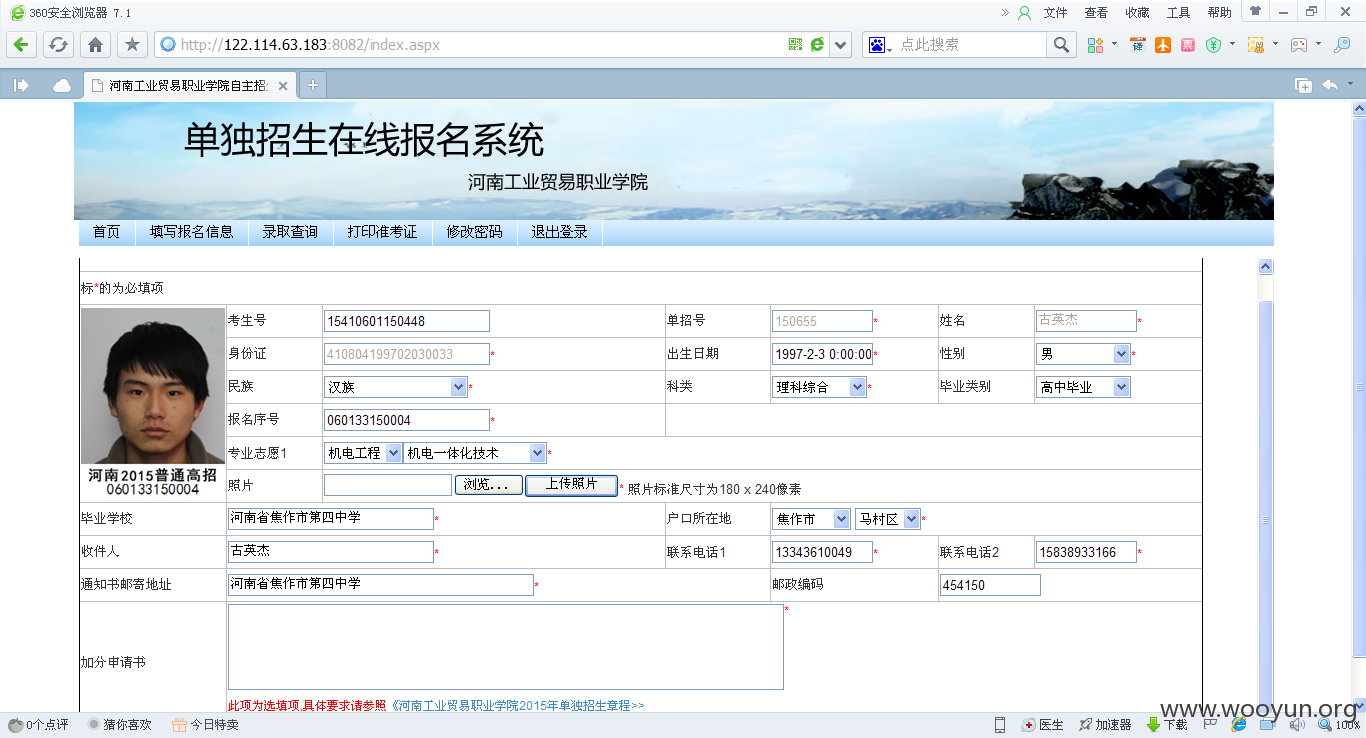 360安全浏览器 7.1
» 文件 查看 收藏 工具 帮助
http://122.114.63.183:8082/index.aspx
点此搜索
译
票
河南工业贸易职业学院自主招
单独招生在线报名系统
河南工业贸易职业学院
首页 填写报名信息 录取查询 打印准考证 修改密码 退出登录
标*的为必填项
考生号 15410601150448 单招号 150655* 姓名 古英杰*
身份证 410804199702030033* 出生日期 1997-2-3 0:00:00* 性别 男*
民族 汉族* 科类 理科综合* 毕业类别 高中毕业
报名序号 060133150004*
专业志愿1 机电工程 机电一体化技术*
河南2015普通高招
060133150004
照片 浏览... 上传照片* 照片标准尺寸为180 x 240像素
毕业学校 河南省焦作市第四中学* 户口所在地 焦作市 马村区*
收件人 古英杰* 联系电话1 13343610049* 联系电话2 15838933166*
通知书邮寄地址 河南省焦作市第四中学* 邮政编码 454150
加分申请书 *
此项为选填项,具体要求请参照《河南工业贸易职业学院2015年单独招生章程>>
www.wooyun.org
0个点评 猜你喜欢 今日特卖 医生 加速器 下载 100%